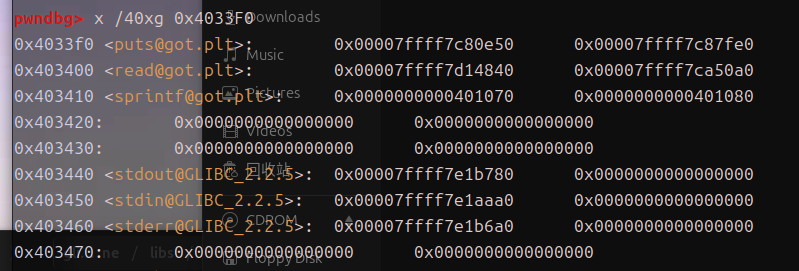 pwndbg> x /40xg 0x4033F0
Downloads
0x4033f0 <puts@got.plt>: 0x00007ffff7c80e50 0x00007ffff7c87fe0
Music
0x403400 <read@got.plt>: 0x00007ffff7d14840 0x00007ffff7ca50a0
Pictures
0x403410 <sprintf@got.plt>: 0x0000000000401070 0x0000000000401080
0x403420: 0x0000000000000000 0x0000000000000000
Videos
0x403430: 0x0000000000000000 0x0000000000000000
回收站
0x403440 <stdout@GLIBC_2.2.5>: 0x00007ffff7e1b780 0x0000000000000000
0x403450 <stdin@GLIBC_2.2.5>: 0x00007ffff7e1aaa0 0x0000000000000000
CDROM
0x403460 <stderr@GLIBC_2.2.5>: 0x00007ffff7e1b6a0 0x0000000000000000
0x403470: 0x0000000000000000 0x0000000000000000
Floppy Disk